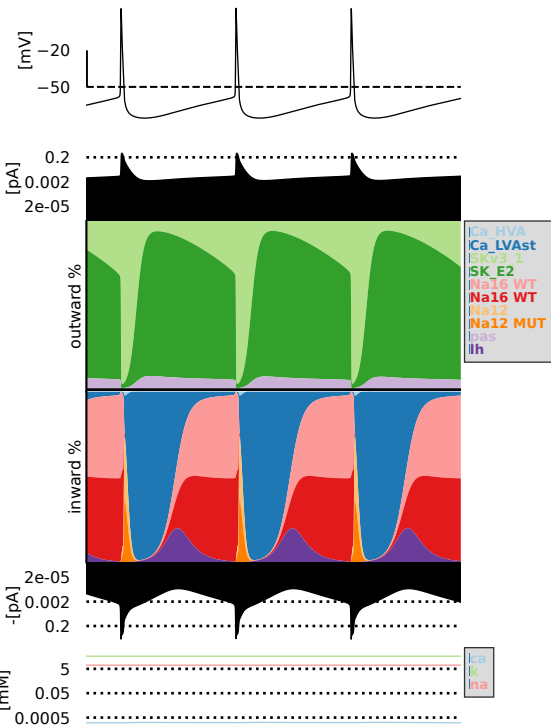 [mV]
−20
−50
[pA]
0.2
0.002
2e-05
outward %
Ca_HVA
Ca_LVAst
SKv3_1
SK_E2
Na16 WT
Na16 WT
Na12
Na12 MUT
pas
Ih
inward %
-[pA]
2e-05
0.002
0.2
[mM]
5
0.05
0.0005
ca
k
na